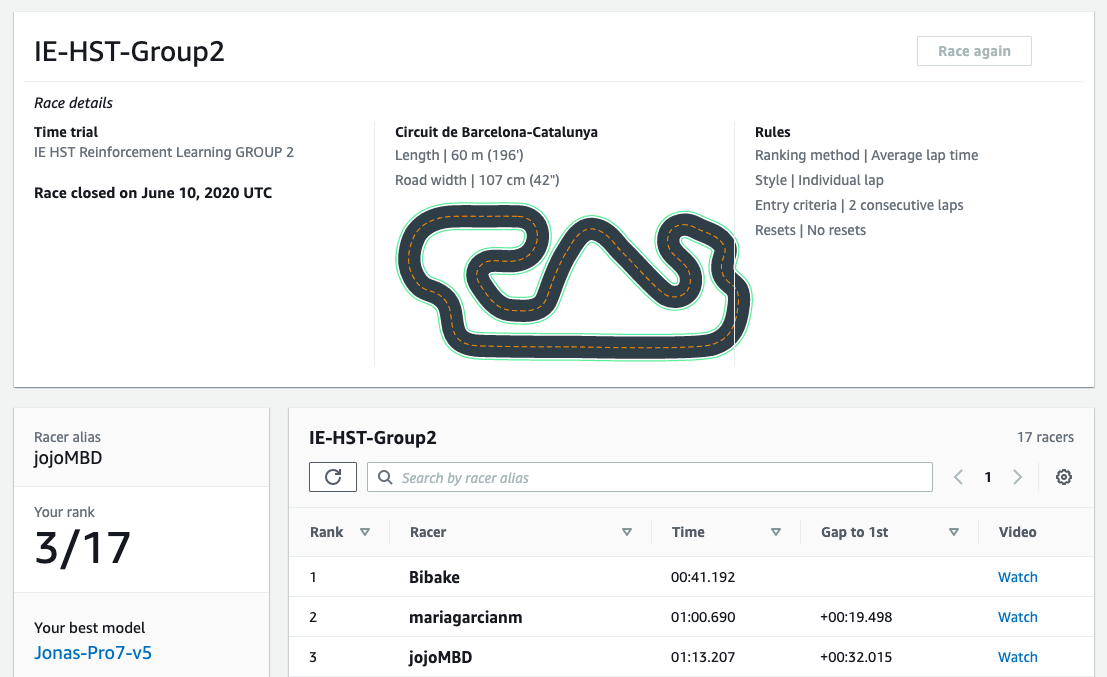 IE-HST-Group2
Race again
Race details
Time trial
IE HST Reinforcement Learning GROUP 2
Race closed on June 10, 2020 UTC
Circuit de Barcelona-Catalunya
Length | 60 m (196')
Road width | 107 cm (42")
Rules
Ranking method | Average lap time
Style | Individual lap
Entry criteria | 2 consecutive laps
Resets | No resets
Racer alias
jojoMBD
Your rank
3/17
Your best model
Jonas-Pro7-v5
IE-HST-Group2
17 racers
Search by racer alias
1
Rank Racer Time Gap to 1st Video
1 Bibake 00:41.192 Watch
2 mariagarcianm 01:00.690 +00:19.498 Watch
3 jojoMBD 01:13.207 +00:32.015 Watch